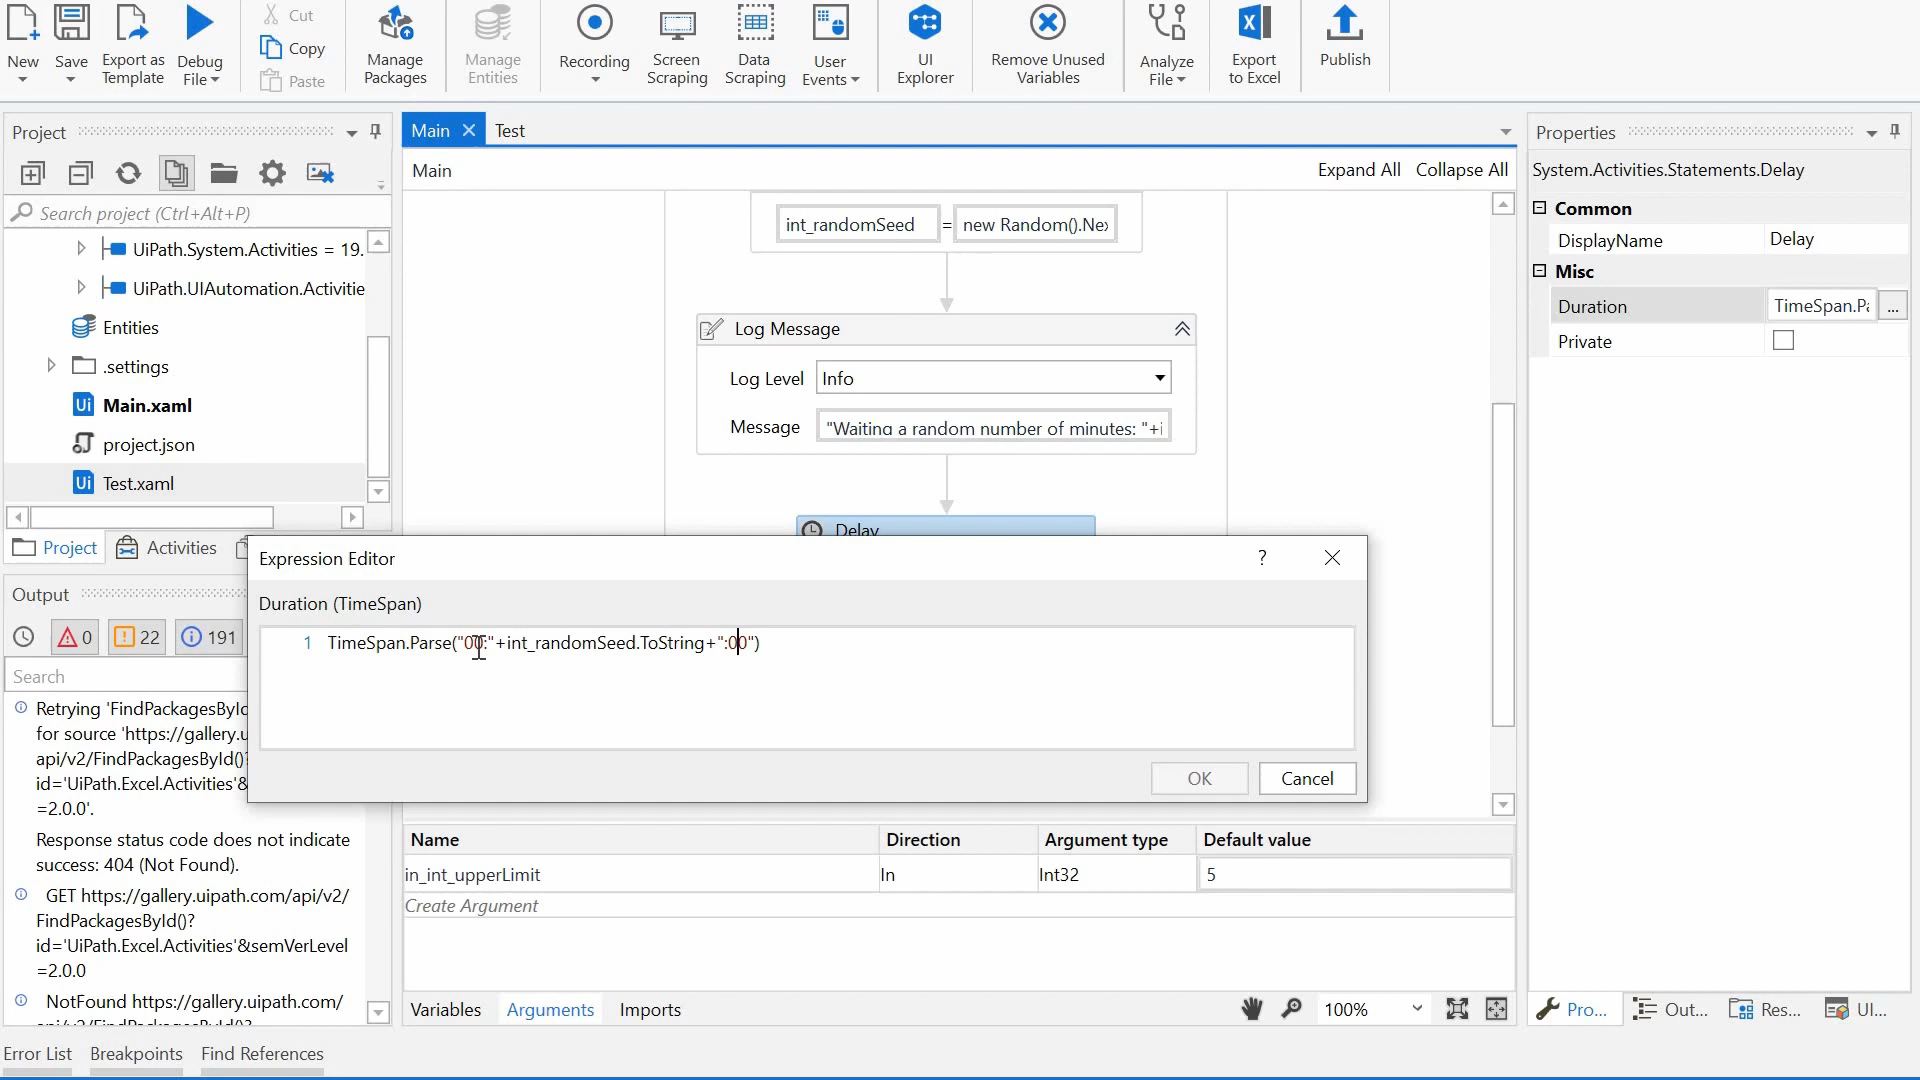 New
Save
Export as
Template
Debug
File
Cut
Copy
Paste
Manage
Packages
Manage
Entities
Recording
Screen
Scraping
Data
Scraping
User
Events
UI
Explorer
Remove Unused
Variables
Analyze
File
Export
to Excel
Publish
Project
Search project (Ctrl+Alt+P)
UiPath.System.Activities = 19.
UiPath.UIAutomation.Activitie
Entities
.settings
Main.xaml
project.json
Test.xaml
Project
Activities
Output
0
22
191
Search
Retrying 'FindPackagesById
for source 'https://gallery.u
api/v2/FindPackagesById()?
id='UiPath.Excel.Activities'&
=2.0.0'.
Response status code does not indicate
success: 404 (Not Found).
GET https://gallery.uipath.com/api/v2/
FindPackagesById()?
id='UiPath.Excel.Activities'&semVerLevel
=2.0.0
NotFound https://gallery.uipath.com/
Error List
Breakpoints
Find References
Main
Test
Main
Expand All
Collapse All
int_randomSeed
=
new Random().Nex
Log Message
Log Level
Info
Message
"Waiting a random number of minutes: "+i
Delay
Expression Editor
?
Duration (TimeSpan)
1
TimeSpan.Parse("00:"+int_randomSeed.ToString+":00")
OK
Cancel
Name
Direction
Argument type
Default value
in_int_upperLimit
In
Int32
5
Create Argument
Variables
Arguments
Imports
100%
Properties
System.Activities.Statements.Delay
Common
DisplayName
Delay
Misc
Duration
TimeSpan.Pa
...
Private
Pro...
Out...
Res...
UI...